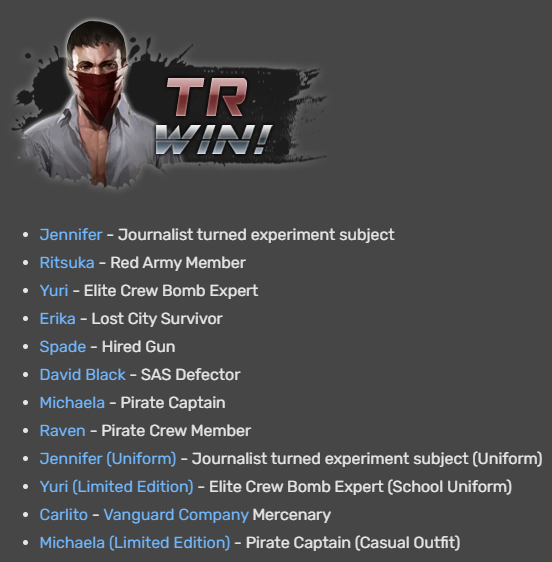 TR
WIN!
Jennifer - Journalist turned experiment subject
Ritsuka - Red Army Member
Yuri - Elite Crew Bomb Expert
Erika - Lost City Survivor
Spade - Hired Gun
David Black - SAS Defector
Michaela - Pirate Captain
Raven - Pirate Crew Member
Jennifer (Uniform) - Journalist turned experiment subject (Uniform)
Yuri (Limited Edition) - Elite Crew Bomb Expert (School Uniform)
Carlito - Vanguard Company Mercenary
Michaela (Limited Edition) - Pirate Captain (Casual Outfit)